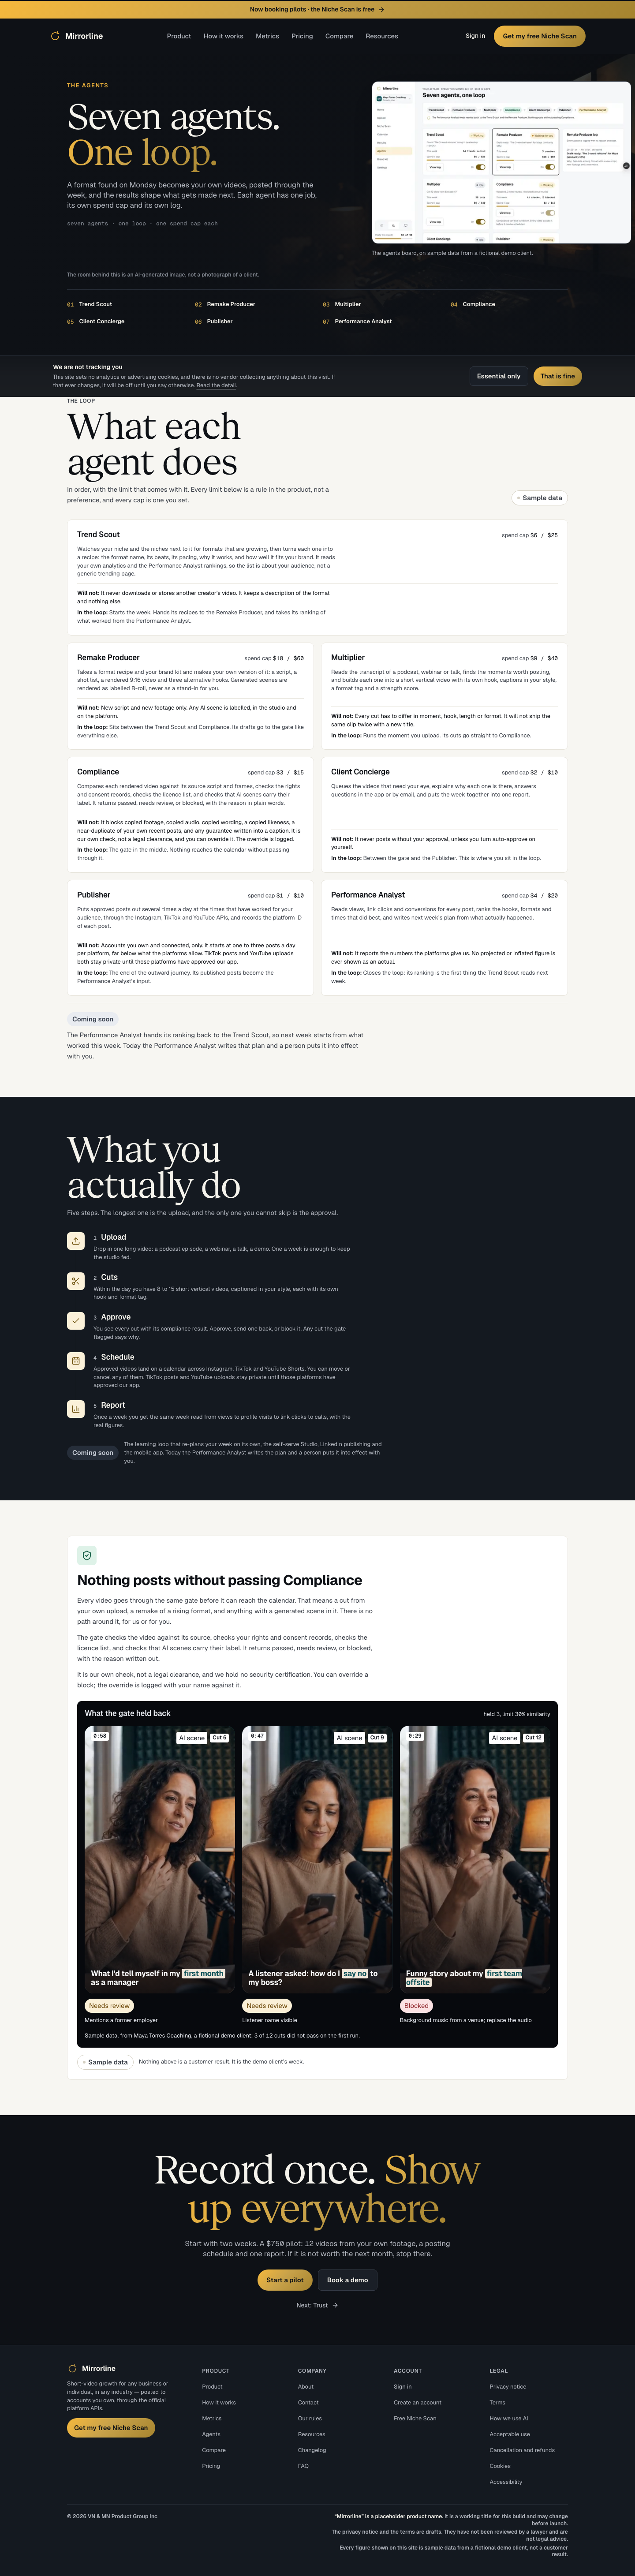 Now booking pilots · the Niche Scan is free →
Mirrorline
Product
How it works
Metrics
Pricing
Compare
Resources
Sign in
Get my free Niche Scan
THE AGENTS
Seven agents.
One loop.
A format found on Monday becomes your own videos, posted through the
week, and the results shape what gets made next. Each agent has one job,
its own spend cap and its own log.
seven agents · one loop · one spend cap each
Mirrorline
Seven agents, one loop
Trend Scout
Remake Producer
Multiplier
Compliance
Client Concierge
Publisher
Performance Analyst
Trend Scout
Remake Producer
Remake Producer log
Multiplier
Compliance
Client Concierge
Publisher
The agents board, on sample data from a fictional demo client.
The room behind this is an AI-generated image, not a photograph of a client.
01 Trend Scout
02 Remake Producer
03 Multiplier
04 Compliance
05 Client Concierge
06 Publisher
07 Performance Analyst
We are not tracking you
This site sets no analytics or advertising cookies, and there is no vendor collecting anything about this visit. If
that ever changes, it will be off until you say otherwise. Read the detail.
Essential only
That is fine
THE LOOP
What each
agent does
In order, with the limit that comes with it. Every limit below is a rule in the product, not a
preference, and every cap is one you set.
Sample data
Trend Scout
spend cap $6 / $25
Watches your niche and the niches next to it for formats that are growing, then turns each one into
a recipe: the format name, its beats, its pacing, why it works, and how well it fits your brand. It reads
your own analytics and the Performance Analyst rankings, so the list is about your audience, not a
generic trending page.
Will not: It never downloads or stores another creator's video. It keeps a description of the format
and nothing else.
In the loop: Starts the week. Hands its recipes to the Remake Producer, and takes its ranking of
what worked from the Performance Analyst.
Remake Producer
spend cap $18 / $60
Takes a format recipe and your brand kit and makes your own version of it: a script, a
shot list, a rendered 9:16 video and three alternative hooks. Generated scenes are
rendered as labelled B-roll, never as a stand-in for you.
Will not: New script and new footage only. Any AI scene is labelled, in the studio and
on the platform.
In the loop: Sits between the Trend Scout and Compliance. Its drafts go to the gate like
everything else.
Multiplier
spend cap $9 / $40
Reads the transcript of a podcast, webinar or talk, finds the moments worth posting,
and builds each one into a short vertical video with its own hook, captions in your style,
a format tag and a strength score.
Will not: Every cut has to differ in moment, hook, length or format. It will not ship the
same clip twice with a new title.
In the loop: Runs the moment you upload. Its cuts go straight to Compliance.
Compliance
spend cap $3 / $15
Compares each rendered video against its source script and frames, checks the rights
and consent records, checks the licence list, and checks that AI scenes carry their
label. It returns passed, needs review, or blocked, with the reason in plain words.
Will not: It blocks copied footage, copied audio, copied wording, a copied likeness, a
near-duplicate of your own recent posts, and any guarantee written into a caption. It is
our own check, not a legal clearance, and you can override it. The override is logged.
In the loop: The gate in the middle. Nothing reaches the calendar without passing
through it.
Client Concierge
spend cap $2 / $10
Queues the videos that need your eye, explains why each one is there, answers
questions in the app or by email, and puts the week together into one report.
Will not: It never posts without your approval, unless you turn auto-approve on
yourself.
In the loop: Between the gate and the Publisher. This is where you sit in the loop.
Publisher
spend cap $1 / $10
Puts approved posts out several times a day at the times that have worked for your
audience, through the Instagram, TikTok and YouTube APIs, and records the platform ID
of each post.
Will not: Accounts you own and connected, only. It starts at one to three posts a day
per platform, far below what the platforms allow. TikTok posts and YouTube uploads
both stay private until those platforms have approved our app.
In the loop: The end of the outward journey. Its published posts become the
Performance Analyst's input.
Performance Analyst
spend cap $4 / $20
Reads views, link clicks and conversions for every post, ranks the hooks, formats and
times that did best, and writes next week's plan from what actually happened.
Will not: It reports the numbers the platforms give us. No projected or inflated figure is
ever shown as an actual.
In the loop: Closes the loop: its ranking is the first thing the Trend Scout reads next
week.
Coming soon
The Performance Analyst hands its ranking back to the Trend Scout, so next week starts from what
worked this week. Today the Performance Analyst writes that plan and a person puts it into effect
with you.
What you
actually do
Five steps. The longest one is the upload, and the only one you cannot skip is the approval.
1 Upload
Drop in one long video: a podcast episode, a webinar, a talk, a demo. One a week is enough to keep
the studio fed.
2 Cuts
Within the day you have 8 to 15 short vertical videos, captioned in your style, each with its own
hook and format tag.
3 Approve
You see every cut with its compliance result. Approve, send one back, or block it. Any cut the gate
flagged says why.
4 Schedule
Approved videos land on a calendar across Instagram, TikTok and YouTube Shorts. You can move or
cancel any of them. TikTok posts and YouTube uploads stay private until those platforms have
approved our app.
5 Report
Once a week you get the same week read from views to profile visits to link clicks to calls, with the
real figures.
Coming soon
The learning loop that re-plans your week on its own, the self-serve Studio, LinkedIn publishing and
the mobile app. Today the Performance Analyst writes the plan and a person puts it into effect with
you.
Nothing posts without passing Compliance
Every video goes through the same gate before it can reach the calendar. That means a cut from
your own upload, a remake of a rising format, and anything with a generated scene in it. There is no
path around it, for us or for you.
The gate checks the video against its source, checks your rights and consent records, checks the
licence list, and checks that AI scenes carry their label. It returns passed, needs review, or blocked,
with the reason written out.
It is our own check, not a legal clearance, and we hold no security certification. You can override a
block; the override is logged with your name against it.
What the gate held back
held 3, limit 30% similarity
0:58
AI scene
Cut 6
What I'd tell myself in my first month
as a manager
Needs review
Mentions a former employer
0:47
AI scene
Cut 9
A listener asked: how do I say no to
my boss?
Needs review
Listener name visible
0:29
AI scene
Cut 12
Funny story about my first team
offsite
Blocked
Background music from a venue; replace the audio
Sample data, from Maya Torres Coaching, a fictional demo client: 3 of 12 cuts did not pass on the first run.
Sample data
Nothing above is a customer result. It is the demo client's week.
Record once. Show
up everywhere.
Start with two weeks. A $750 pilot: 12 videos from your own footage, a posting
schedule and one report. If it is not worth the next month, stop there.
Start a pilot
Book a demo
Next: Trust →
Mirrorline
Short-video growth for any business or
individual, in any industry — posted to
accounts you own, through the official
platform APIs.
Get my free Niche Scan
PRODUCT
Product
How it works
Metrics
Agents
Compare
Pricing
COMPANY
About
Contact
Our rules
Resources
Changelog
FAQ
ACCOUNT
Sign in
Create an account
Free Niche Scan
LEGAL
Privacy notice
Terms
How we use AI
Acceptable use
Cancellation and refunds
Cookies
Accessibility
© 2026 VN & MN Product Group Inc
"Mirrorline" is a placeholder product name. It is a working title for this build and may change
before launch.
The privacy notice and the terms are drafts. They have not been reviewed by a lawyer and are
not legal advice.
Every figure shown on this site is sample data from a fictional demo client, not a customer
result.